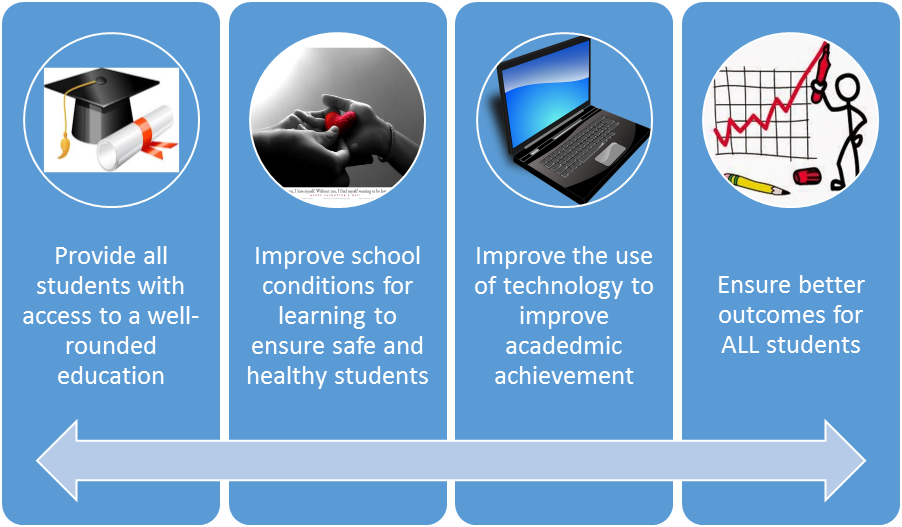 Provide all
students with
access to a well-
rounded
education
Improve school
conditions for
learning to
ensure safe and
healthy students
Improve the use
of technology to
improve
acadedmic
achievement
Ensure better
outcomes for
ALL students